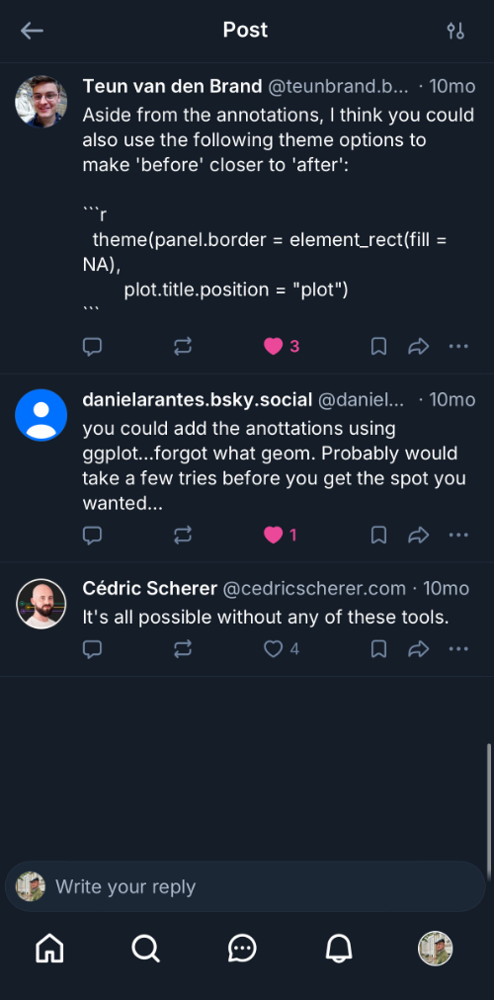 Post
Teun van den Brand @teunbrand.b... · 10mo
Aside from the annotations, I think you could
also use the following theme options to
make 'before' closer to 'after':
```r
theme(panel.border = element_rect(fill =
NA),
plot.title.position = "plot")
```
3
danielarantes.bsky.social @daniel... · 10mo
you could add the anottations using
ggplot...forgot what geom. Probably would
take a few tries before you get the spot you
wanted...
1
Cédric Scherer @cedricscherer.com · 10mo
It's all possible without any of these tools.
4
Write your reply